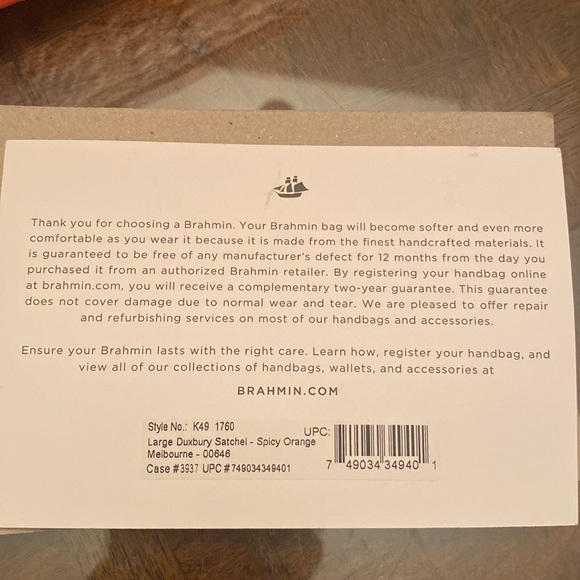 Thank you for choosing a Brahmin. Your Brahmin bag will become softer and even more
comfortable as you wear it because it is made from the finest handcrafted materials. It
is guaranteed to be free of any manufacturer's defect for 12 months from the day you
purchased it from an authorized Brahmin retailer. By registering your handbag online
at brahmin.com, you will receive a complementary two-year guarantee. This guarantee
does not cover damage due to normal wear and tear. We are pleased to offer repair
and refurbishing services on most of our handbags and accessories.
Ensure your Brahmin lasts with the right care. Learn how, register your handbag, and
view all of our collections of handbags, wallets, and accessories at
BRAHMIN.COM
Style No.: K49 1760
Large Duxbury Satchel - Spicy Orange
Melbourne - 00646
Case #3937 UPC #749034349401
UPC:
7 49034 34940 1